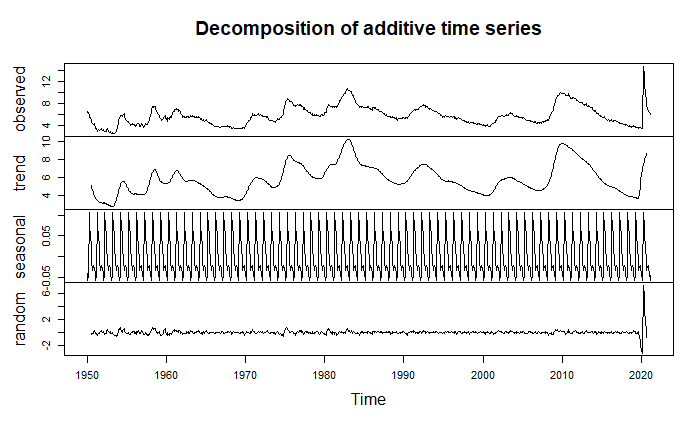 Decomposition of additive time series
observed
4
8
12
trend
4
6
8
10
seasonal
-0.05
0.05
random
-2
2
6
1950 1960 1970 1980 1990 2000 2010 2020
Time